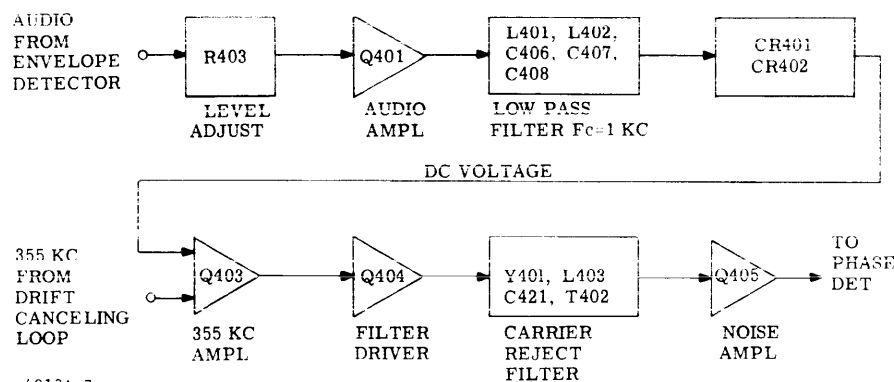 AUDIO
FROM
ENVELOPE
DETECTOR
R403
LEVEL
ADJUST
Q401
AUDIO
AMPL
L401, L402,
C406, C407,
C408
LOW PASS
FILTER Fc=1 KC
CR401
CR402
DC VOLTAGE
355 KC
FROM
DRIFT
CANCELING
LOOP
Q403
355 KC
AMPL
Q404
FILTER
DRIVER
Y401, L403
C421, T402
CARRIER
REJECT
FILTER
Q405
NOISE
AMPL
TO
PHASE
DET